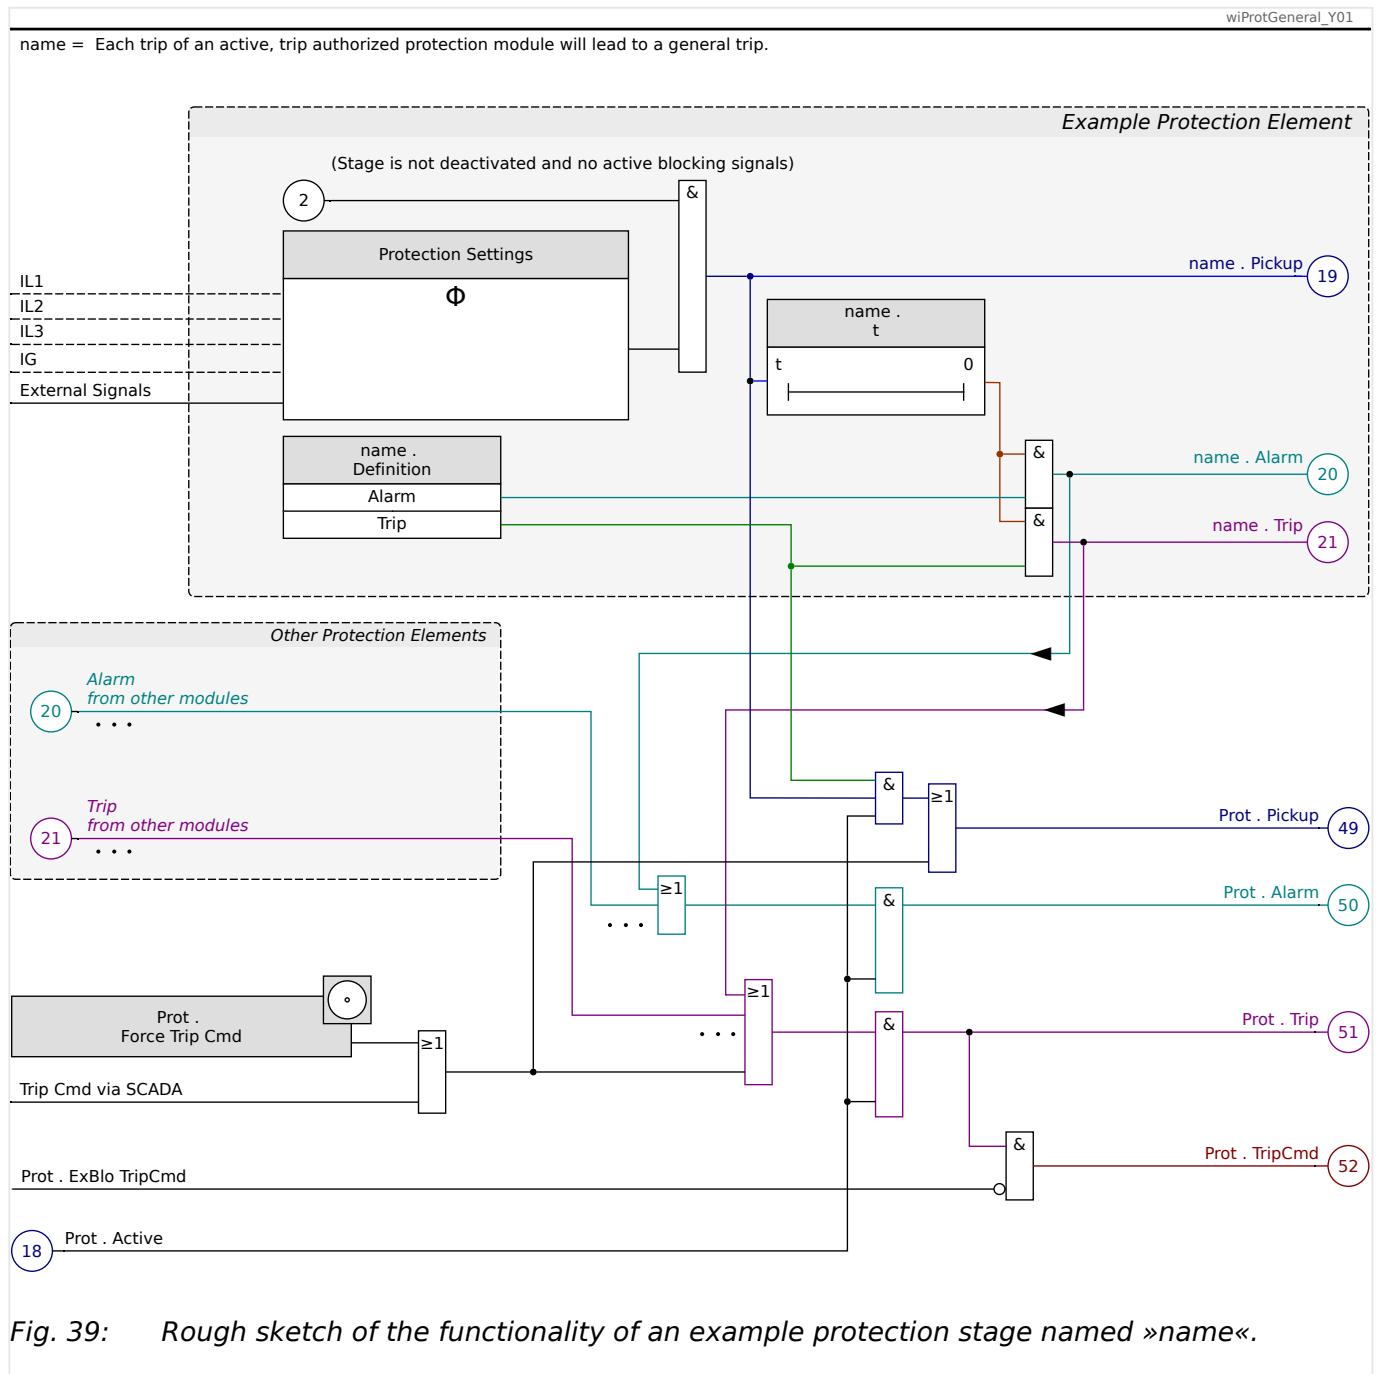 wiProtGeneral_Y01
name = Each trip of an active, trip authorized protection module will lead to a general trip.
Example Protection Element
(Stage is not deactivated and no active blocking signals)
2
&
Protection Settings
Φ
name . Pickup
19
IL1
IL2
IL3
IG
External Signals
name .
t
t 0
name .
Definition
Alarm
Trip
&
name . Alarm
20
&
name . Trip
21
Other Protection Elements
Alarm
from other modules
20
• • •
Trip
from other modules
21
• • •
&
≥1
Prot . Pickup
49
≥1
• • •
&
Prot . Alarm
50
Prot .
Force Trip Cmd
≥1
≥1
• • •
&
Prot . Trip
51
Trip Cmd via SCADA
&
Prot . TripCmd
52
Prot . ExBlo TripCmd
18
Prot . Active
Fig. 39: Rough sketch of the functionality of an example protection stage named »name«.